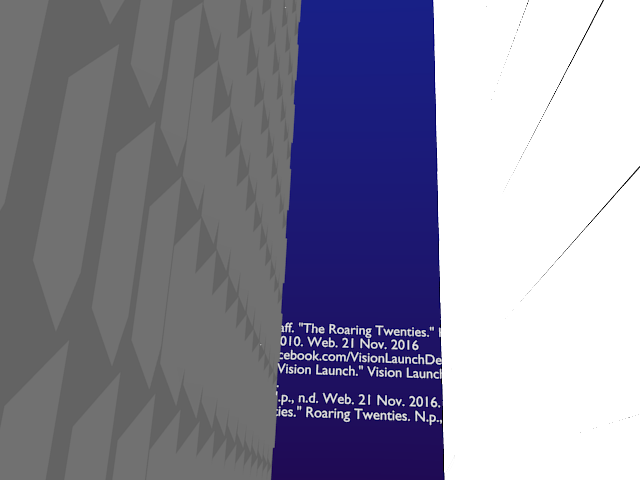 aff. "The Roaring Twenties."
010. Web. 21 Nov. 2016
cebook.com/VisionLaunchDe
Vision Launch." Vision Launch
.p., n.d. Web. 21 Nov. 2016.
ties." Roaring Twenties. N.p.,